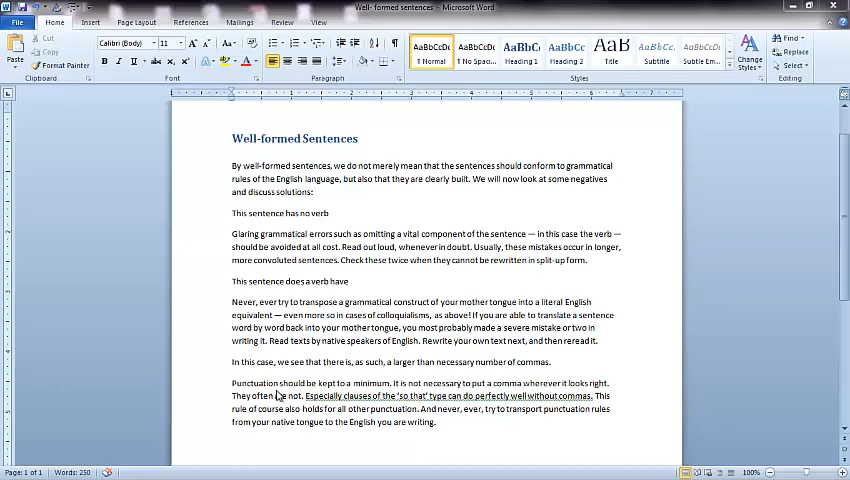 Well- formed sentences - Microsoft Word
File Home Insert Page Layout References Mailings Review View
Paste
Cut
Copy
Format Painter
Clipboard
Calibri (Body) 11
Font
Paragraph
AaBbCcDc AaBbCcDc AaBbCc AaBbCc AaB AaBbCcL AaBbCcDc
¶ Normal ¶ No Spaci... Heading 1 Heading 2 Title Subtitle Subtle Em...
Change Styles
Styles
Find
Replace
Select
Editing
1 1 2 3 4 5 6 7
Well-formed Sentences
By well-formed sentences, we do not merely mean that the sentences should conform to grammatical
rules of the English language, but also that they are clearly built. We will now look at some negatives
and discuss solutions:
This sentence has no verb
Glaring grammatical errors such as omitting a vital component of the sentence — in this case the verb —
should be avoided at all cost. Read out loud, whenever in doubt. Usually, these mistakes occur in longer,
more convoluted sentences. Check these twice when they cannot be rewritten in split-up form.
This sentence does a verb have
Never, ever try to transpose a grammatical construct of your mother tongue into a literal English
equivalent — even more so in cases of colloquialisms, as above! If you are able to translate a sentence
word by word back into your mother tongue, you most probably made a severe mistake or two in
writing it. Read texts by native speakers of English. Rewrite your own text next, and then reread it.
In this case, we see that there is, as such, a larger than necessary number of commas.
Punctuation should be kept to a minimum. It is not necessary to put a comma wherever it looks right.
They often are not. Especially clauses of the 'so that' type can do perfectly well without commas. This
rule of course also holds for all other punctuation. And never, ever, try to transport punctuation rules
from your native tongue to the English you are writing.
Page: 1 of 1 Words: 250 100%